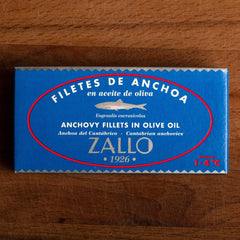 FILETES DE ANCHOA
en aceite de oliva
Engraulis encrasicolus
ANCHOVY FILLETS IN OLIVE OIL
Anchoa del Cantábrico · Cantabrian anchovies
ZALLO
· 1926 ·